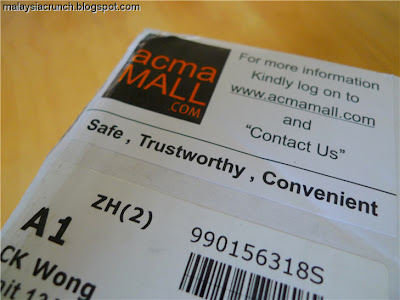 malaysiacrunch.blogspot.com
acma
MALL
.COM
For more information
Kindly log on to
www.acmamall.com
and
"Contact Us"
Safe , Trustworthy , Convenient
ZH(2)
A1
990156318S
CK Wong